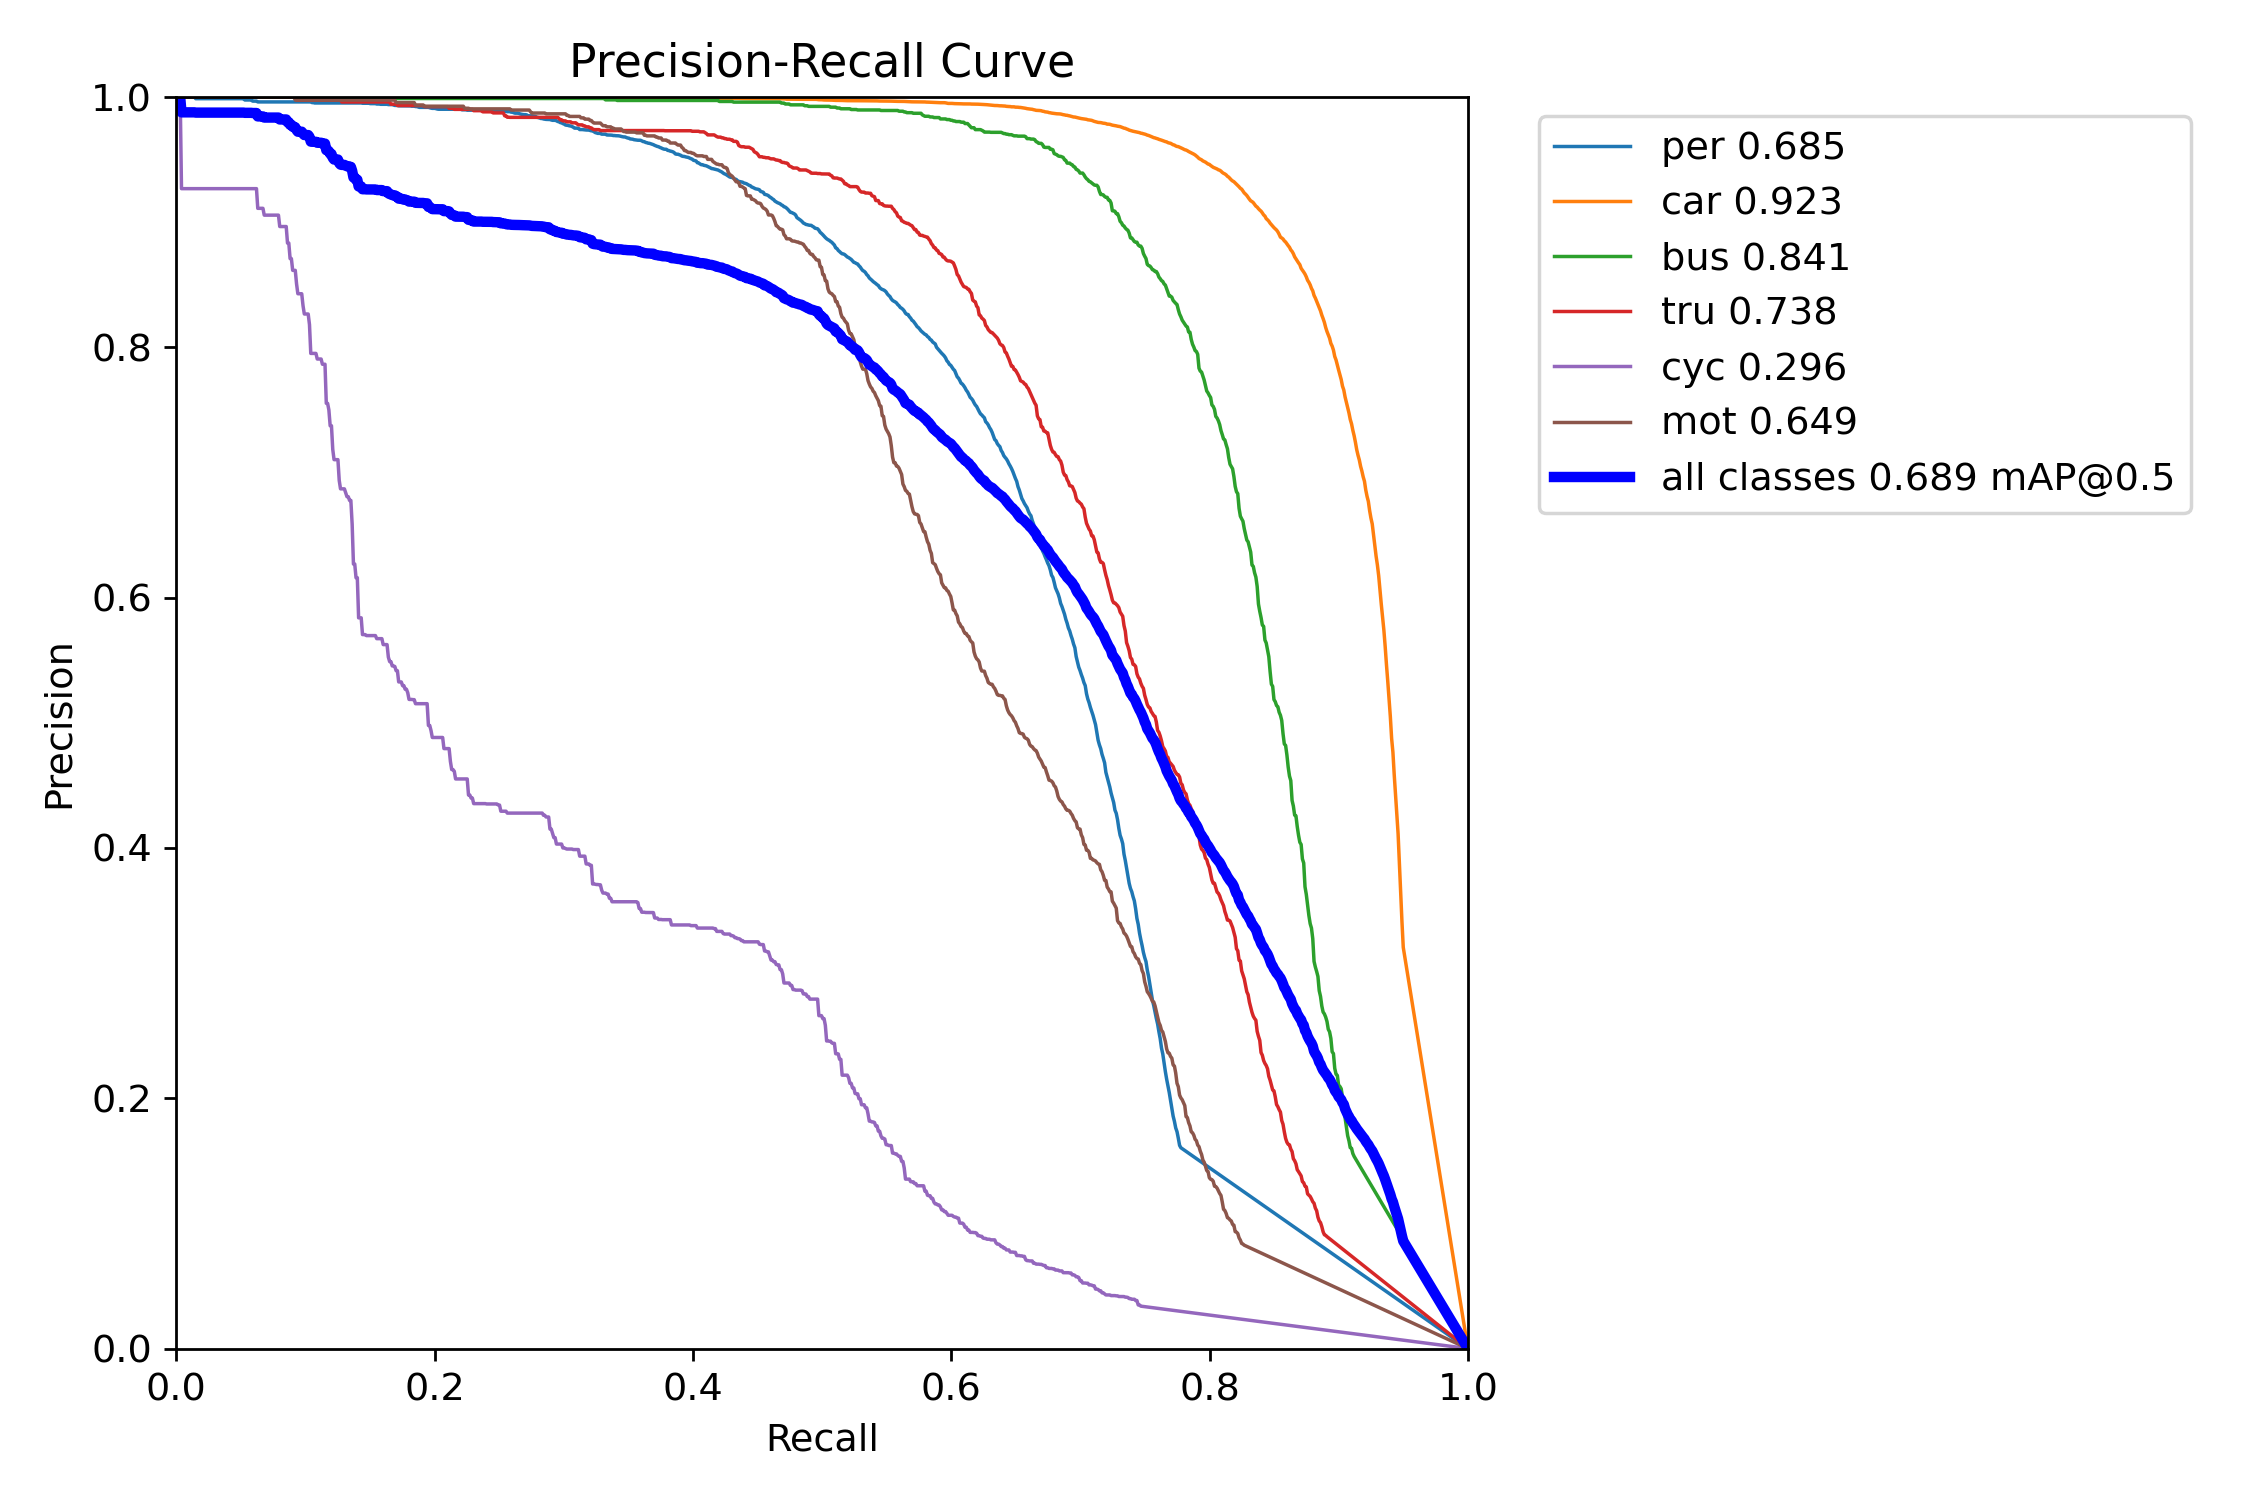 Precision-Recall Curve
1.0
0.8
0.6
0.4
0.2
0.0
Precision
0.0 0.2 0.4 0.6 0.8 1.0
Recall
per 0.685
car 0.923
bus 0.841
tru 0.738
cyc 0.296
mot 0.649
all classes 0.689 mAP@0.5